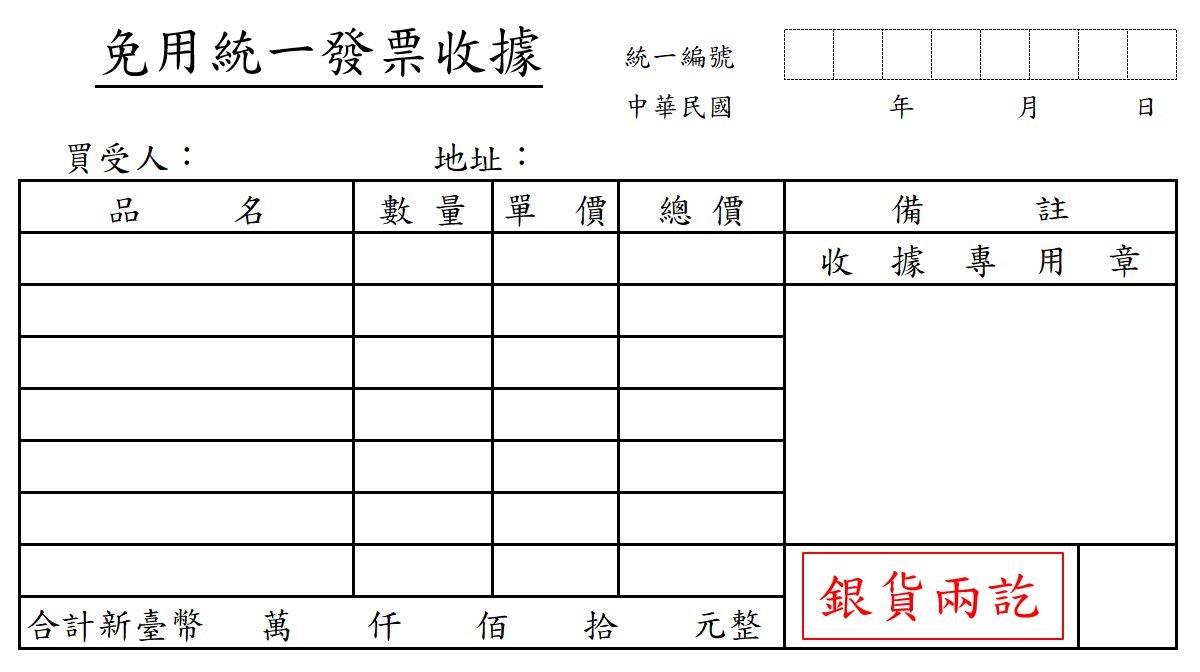 免用統一發票收據
統一編號
中華民國 年 月 日
買受人： 地址：
品名 數量 單價 總價 備註
收據專用章
銀貨兩訖
合計新臺幣 萬 仟 佰 拾 元整